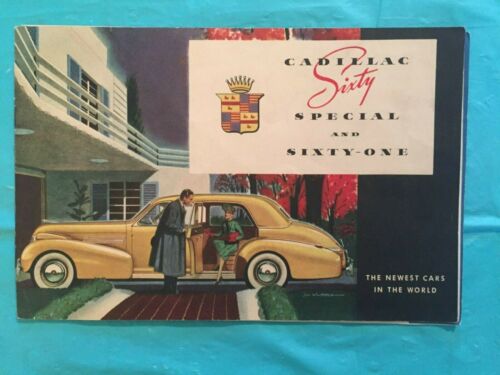 CADILLAC
Sixty
SPECIAL
AND
SIXTY-ONE
THE NEWEST CARS
IN THE WORLD